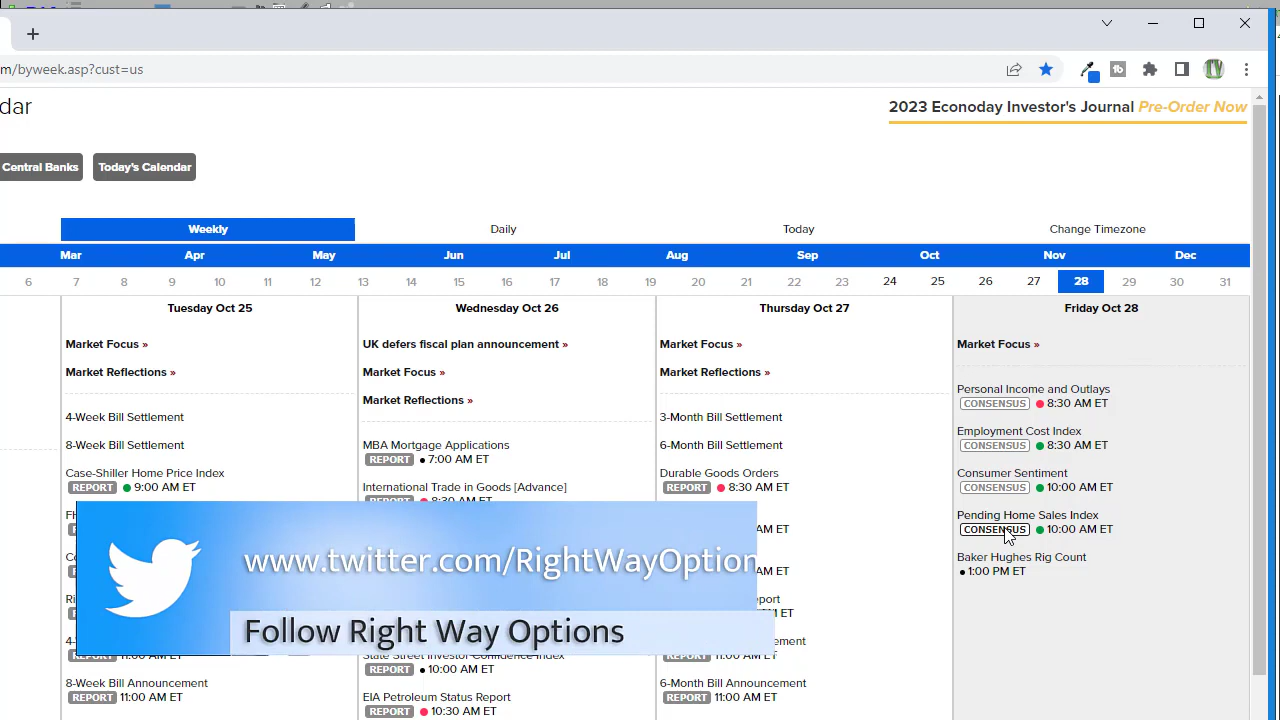 m/byweek.asp?cust=us
dar
2023 Econoday Investor's Journal Pre-Order Now
Central Banks
Today's Calendar
Weekly
Daily
Today
Change Timezone
Mar
Apr
May
Jun
Jul
Aug
Sep
Oct
Nov
Dec
6 7 8 9 10 11 12 13 14 15 16 17 18 19 20 21 22 23 24 25 26 27 28 29 30 31
Tuesday Oct 25
Market Focus »
Market Reflections »
4-Week Bill Settlement
8-Week Bill Settlement
Case-Shiller Home Price Index
REPORT 9:00 AM ET
8-Week Bill Announcement
REPORT 11:00 AM ET
Wednesday Oct 26
UK defers fiscal plan announcement »
Market Focus »
Market Reflections »
MBA Mortgage Applications
REPORT 7:00 AM ET
International Trade in Goods [Advance]
REPORT 10:00 AM ET
EIA Petroleum Status Report
REPORT 10:30 AM ET
Thursday Oct 27
Market Focus »
Market Reflections »
3-Month Bill Settlement
6-Month Bill Settlement
Durable Goods Orders
REPORT 8:30 AM ET
AM ET
AM ET
6-Month Bill Announcement
REPORT 11:00 AM ET
Friday Oct 28
Market Focus »
Personal Income and Outlays
CONSENSUS 8:30 AM ET
Employment Cost Index
CONSENSUS 8:30 AM ET
Consumer Sentiment
CONSENSUS 10:00 AM ET
Pending Home Sales Index
CONSENSUS 10:00 AM ET
Baker Hughes Rig Count
1:00 PM ET
www.twitter.com/RightWayOption
Follow Right Way Options